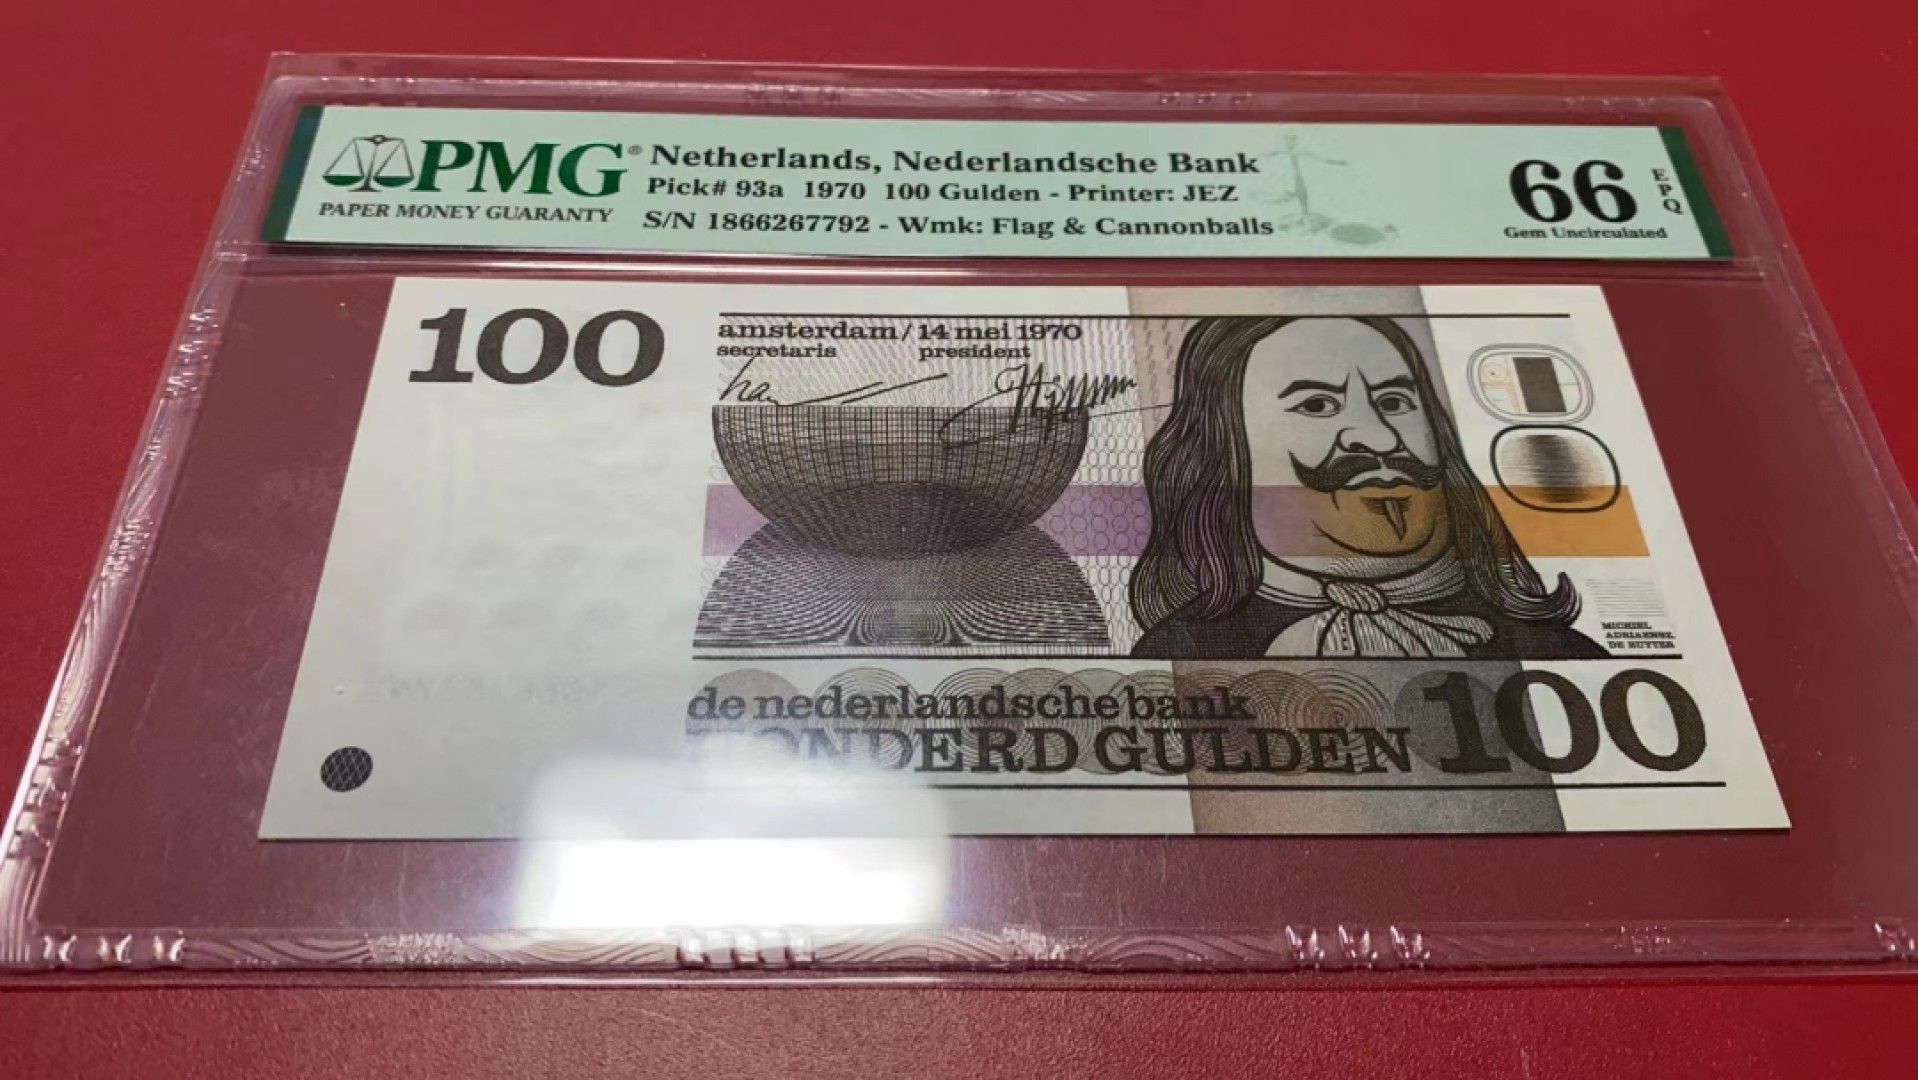 PMG®
PAPER MONEY GUARANTY
Netherlands, Nederlandsche Bank
Pick# 93a 1970 100 Gulden - Printer: JEZ
S/N 1866267792 - Wmk: Flag & Cannonballs
66 EPQ
Gem Uncirculated
100
amsterdam/14 mei 1970
secretaris president
MICHIEL
ADRIAENSZ.
DE RUYTER
de nederlandsche bank
HONDERD GULDEN 100